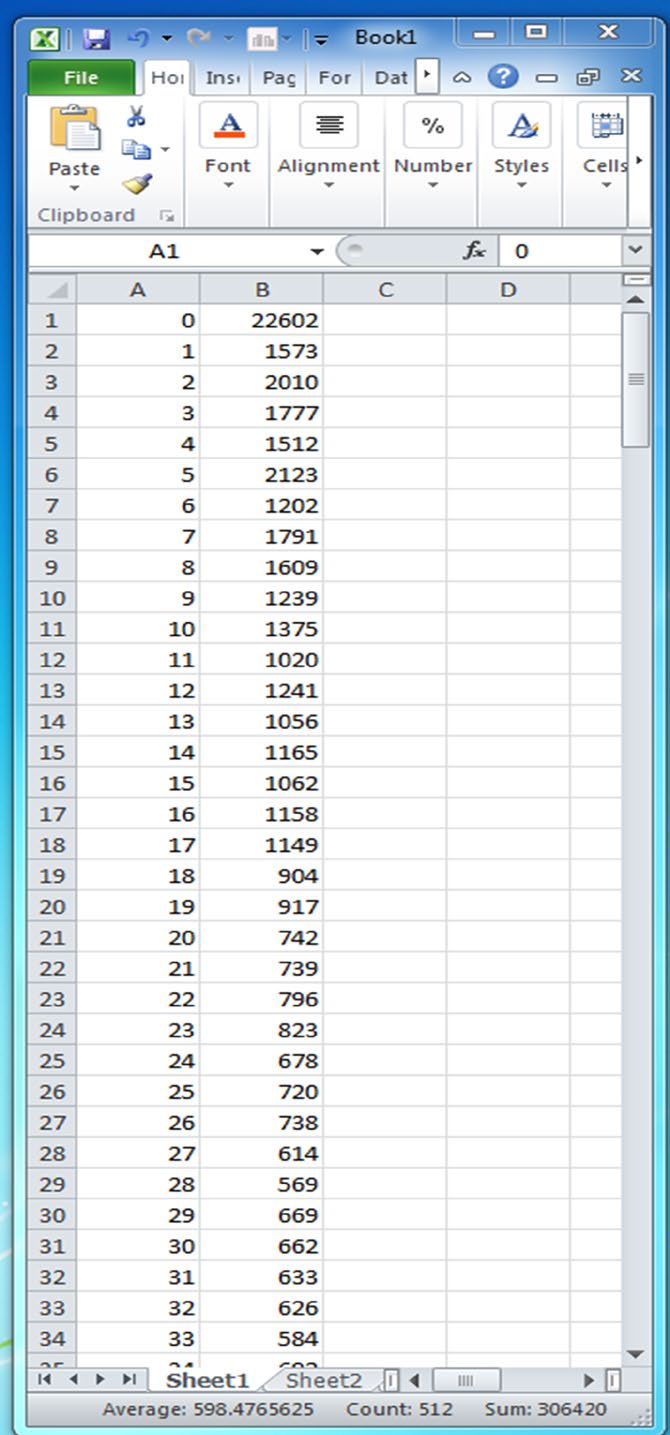 Book1
File Hor Ins Pag For Dat
Paste Font Alignment Number Styles Cells
%
Clipboard
A1 fx 0
A B C D
1 0 22602
2 1 1573
3 2 2010
4 3 1777
5 4 1512
6 5 2123
7 6 1202
8 7 1791
9 8 1609
10 9 1239
11 10 1375
12 11 1020
13 12 1241
14 13 1056
15 14 1165
16 15 1062
17 16 1158
18 17 1149
19 18 904
20 19 917
21 20 742
22 21 739
23 22 796
24 23 823
25 24 678
26 25 720
27 26 738
28 27 614
29 28 569
30 29 669
31 30 662
32 31 633
33 32 626
34 33 584
Sheet1 Sheet2
Average: 598.4765625 Count: 512 Sum: 306420